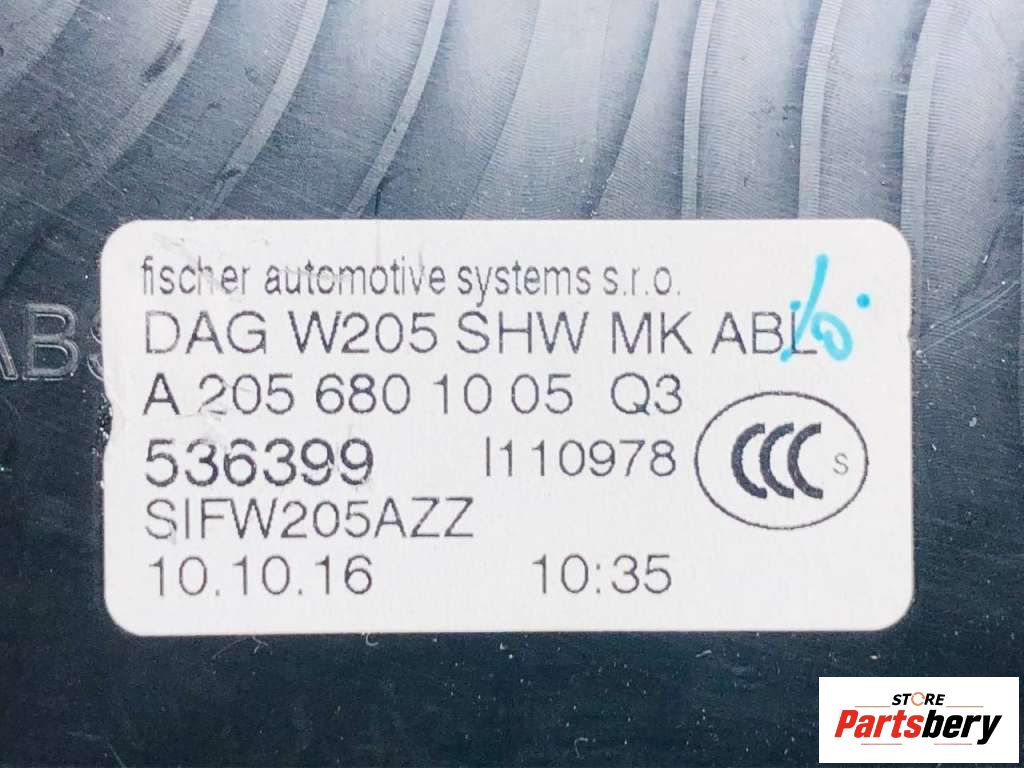 fischer automotive systems s.r.o.
DAG W205 SHW MK ABL
A 205 680 10 05 Q3
536399 I110978
CCC S
SIFW205AZZ
10.10.16 10:35
ABS
STORE
Partsbery